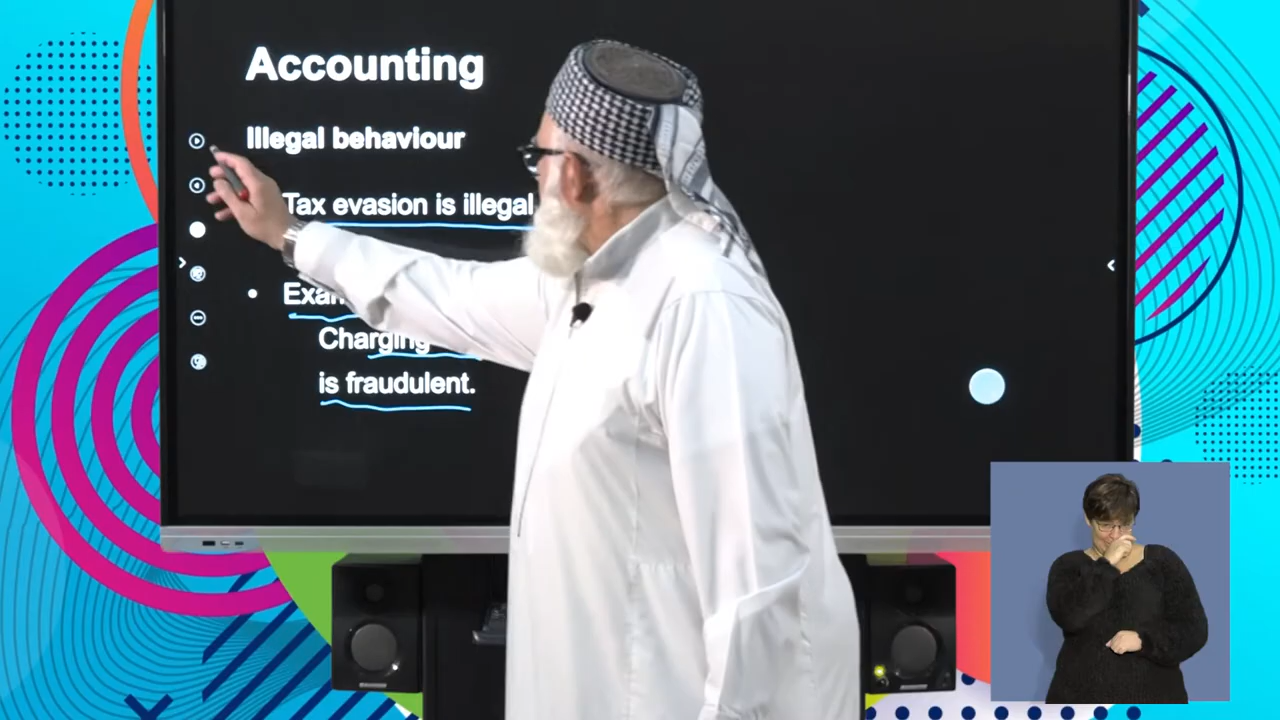 Accounting
Illegal behaviour
Tax evasion is illegal
•
Charging
is fraudulent.